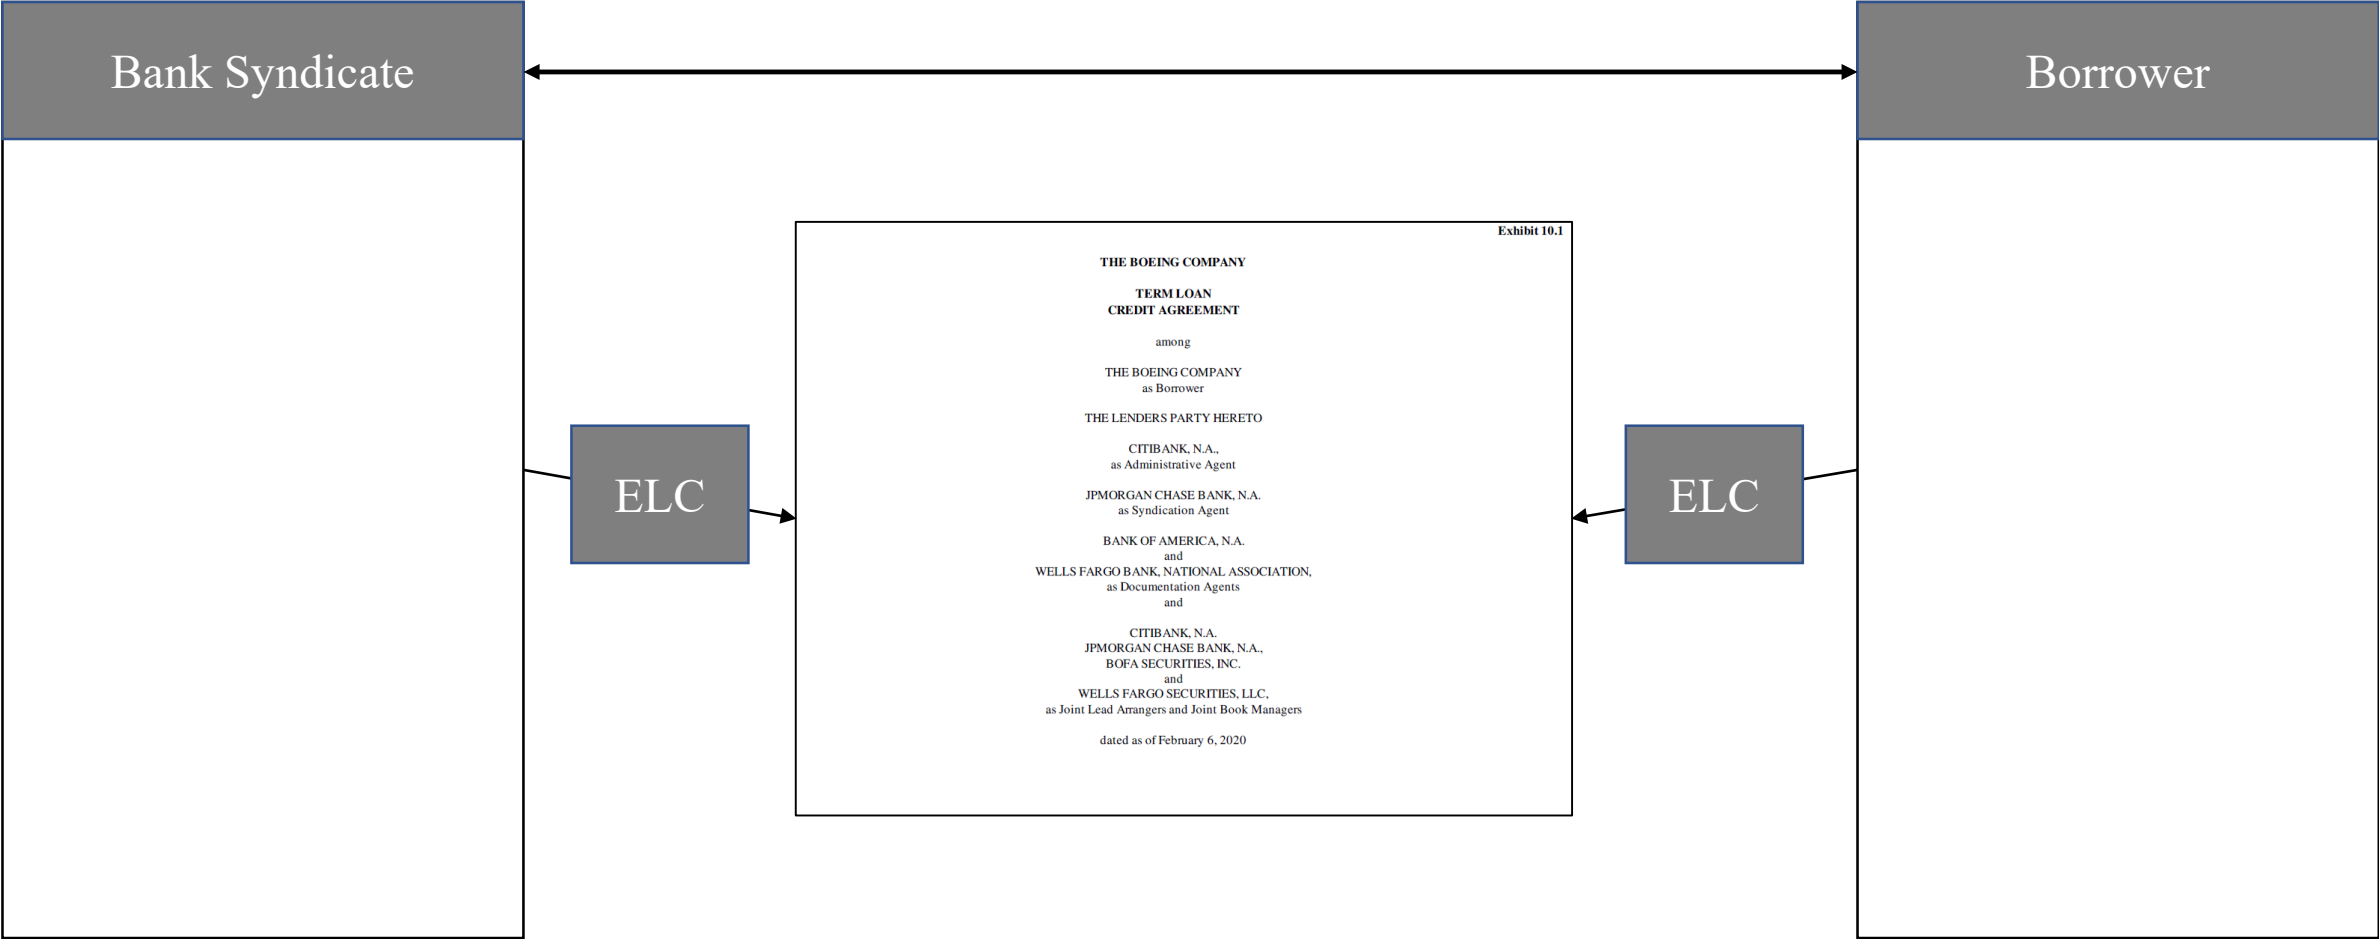 Bank Syndicate
Borrower
Exhibit 10.1
THE BOEING COMPANY
TERM LOAN
CREDIT AGREEMENT
among
THE BOEING COMPANY
as Borrower
THE LENDERS PARTY HERETO
CITIBANK, N.A.,
as Administrative Agent
JPMORGAN CHASE BANK, N.A.
as Syndication Agent
BANK OF AMERICA, N.A.
and
WELLS FARGO BANK, NATIONAL ASSOCIATION,
as Documentation Agents
and
CITIBANK, N.A.
JPMORGAN CHASE BANK, N.A.,
BOFA SECURITIES, INC.
and
WELLS FARGO SECURITIES, LLC,
as Joint Lead Arrangers and Joint Book Managers
dated as of February 6, 2020
ELC
ELC